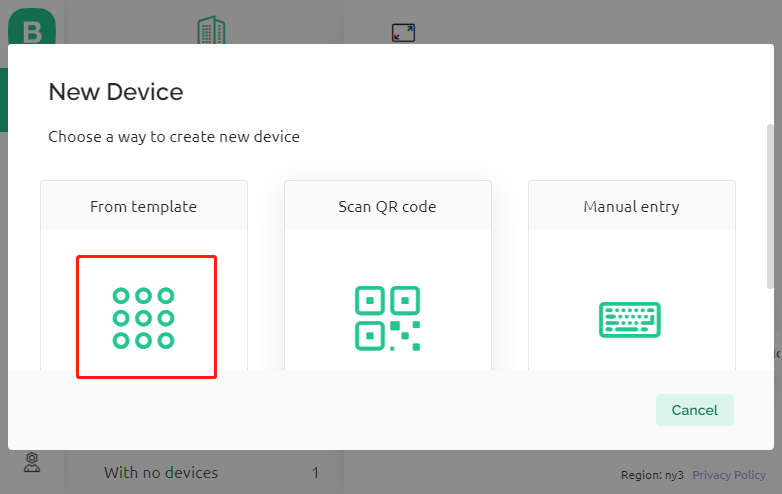 B
New Device
Choose a way to create new device
From template
Scan QR code
Manual entry
Cancel
With no devices 1
Region: ny3 Privacy Policy